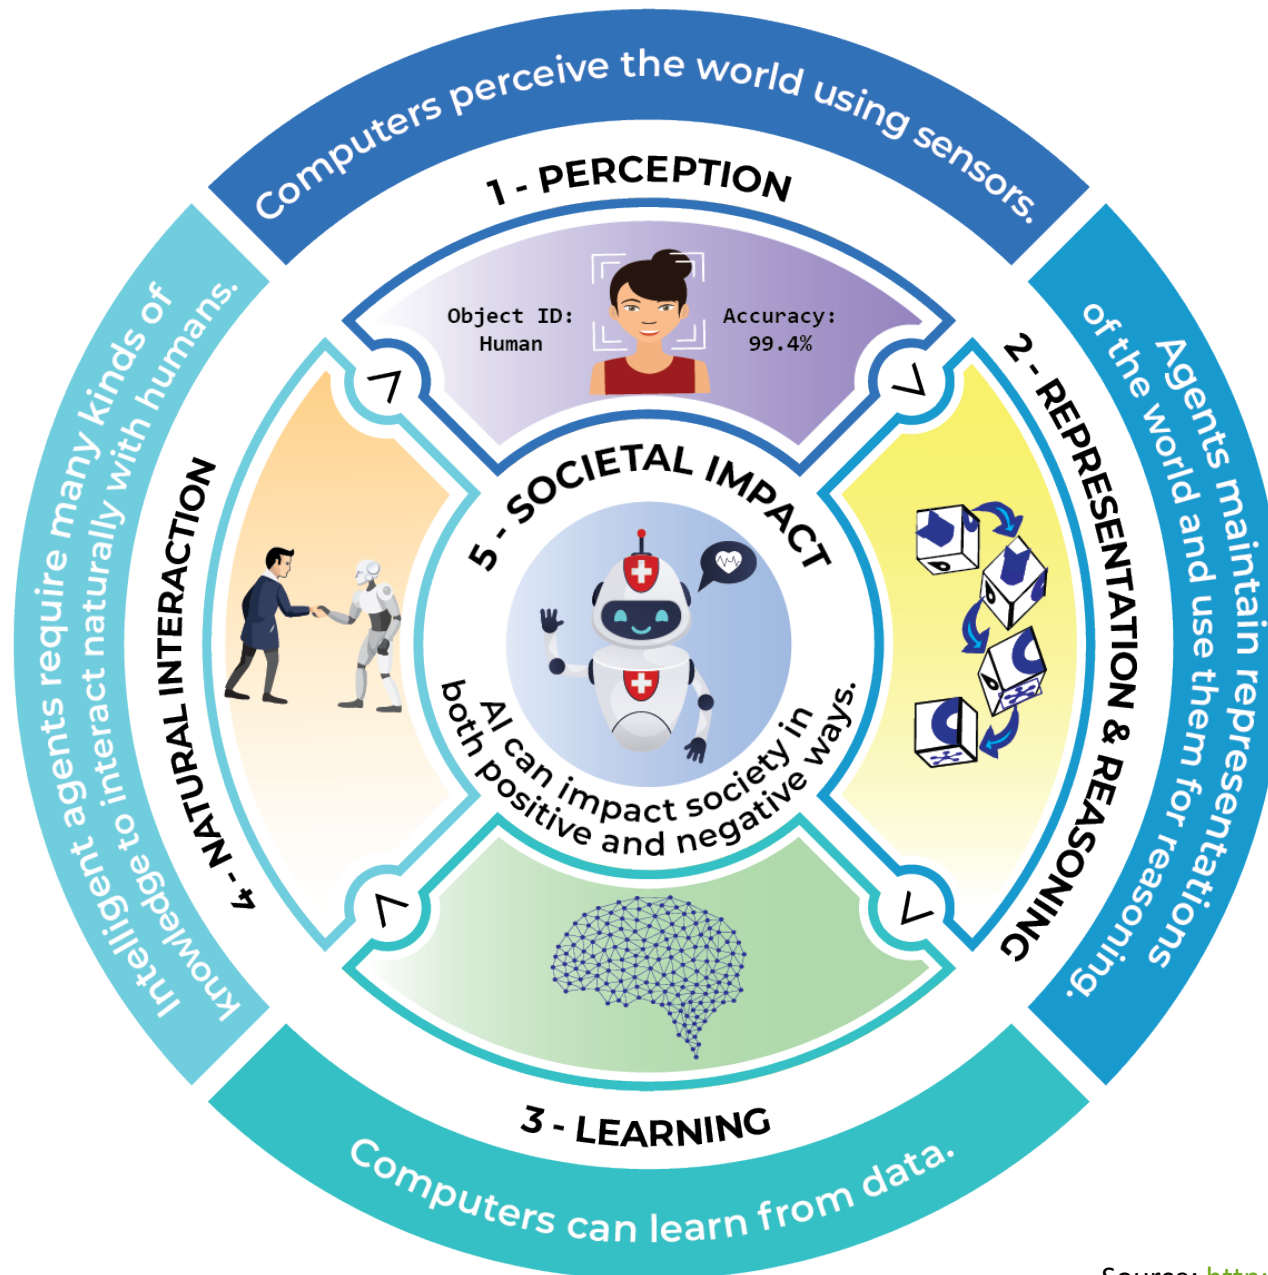 Computers perceive the world using sensors.
1 - PERCEPTION
Object ID:
Human
Accuracy:
99.4%
Agents maintain representations
of the world and use them for reasoning.
2 - REPRESENTATION & REASONING
Computers can learn from data.
3 - LEARNING
Intelligent agents require many kinds of
knowledge to interact naturally with humans.
4 - NATURAL INTERACTION
5 - SOCIETAL IMPACT
AI can impact society in
both positive and negative ways.
Source: